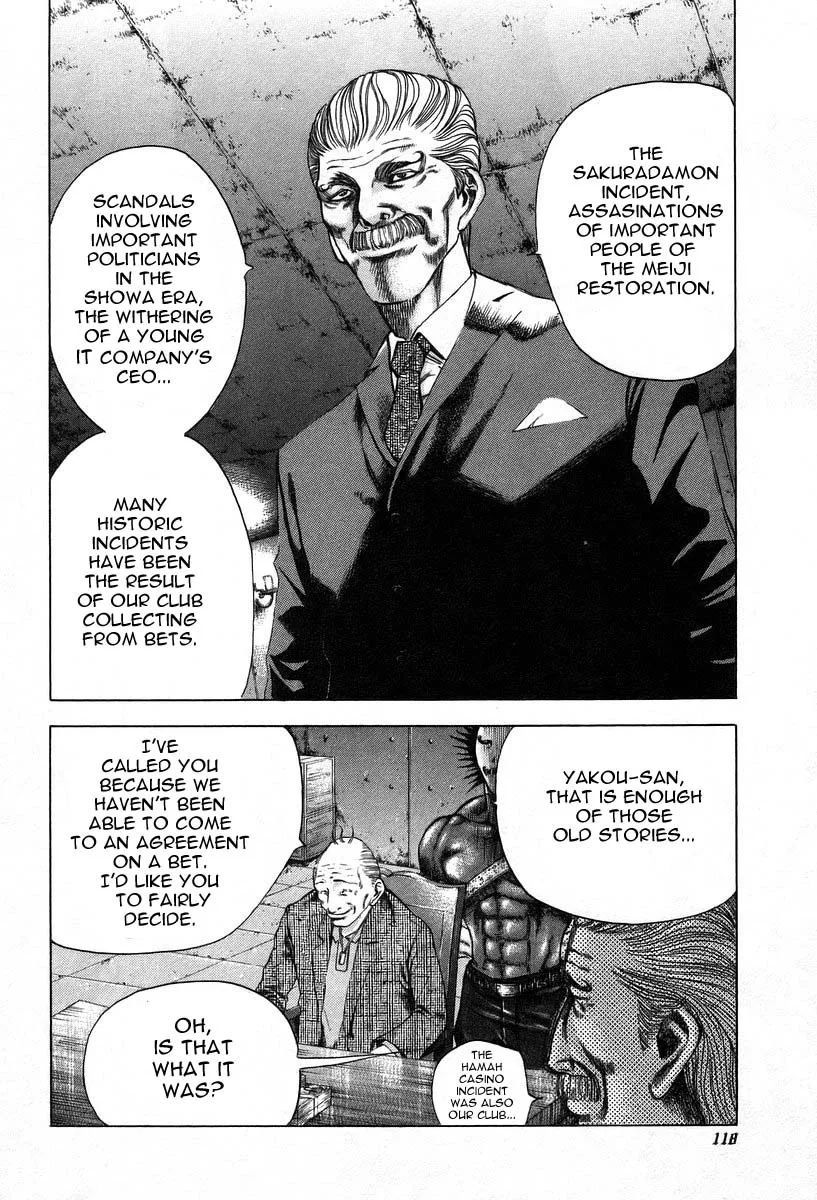 THE
SAKURADAMON
INCIDENT,
ASSASINATIONS
OF IMPORTANT
PEOPLE OF
THE MEIJI
RESTORATION.
SCANDALS
INVOLVING
IMPORTANT
POLITICIANS
IN THE
SHOWA ERA,
THE WITHERING
OF A YOUNG
IT COMPANY'S
CEO...
MANY
HISTORIC
INCIDENTS
HAVE BEEN
THE RESULT
OF OUR CLUB
COLLECTING
FROM BETS.
YAKOU-SAN,
THAT IS ENOUGH
OF THOSE
OLD STORIES...
I'VE
CALLED YOU
BECAUSE WE
HAVEN'T BEEN
ABLE TO COME
TO AN AGREEMENT
ON A BET.
I'D LIKE YOU
TO FAIRLY
DECIDE.
OH,
IS THAT
WHAT IT
WAS?
THE
HAMAH
CASINO
INCIDENT
WAS ALSO
OUR CLUB...
118